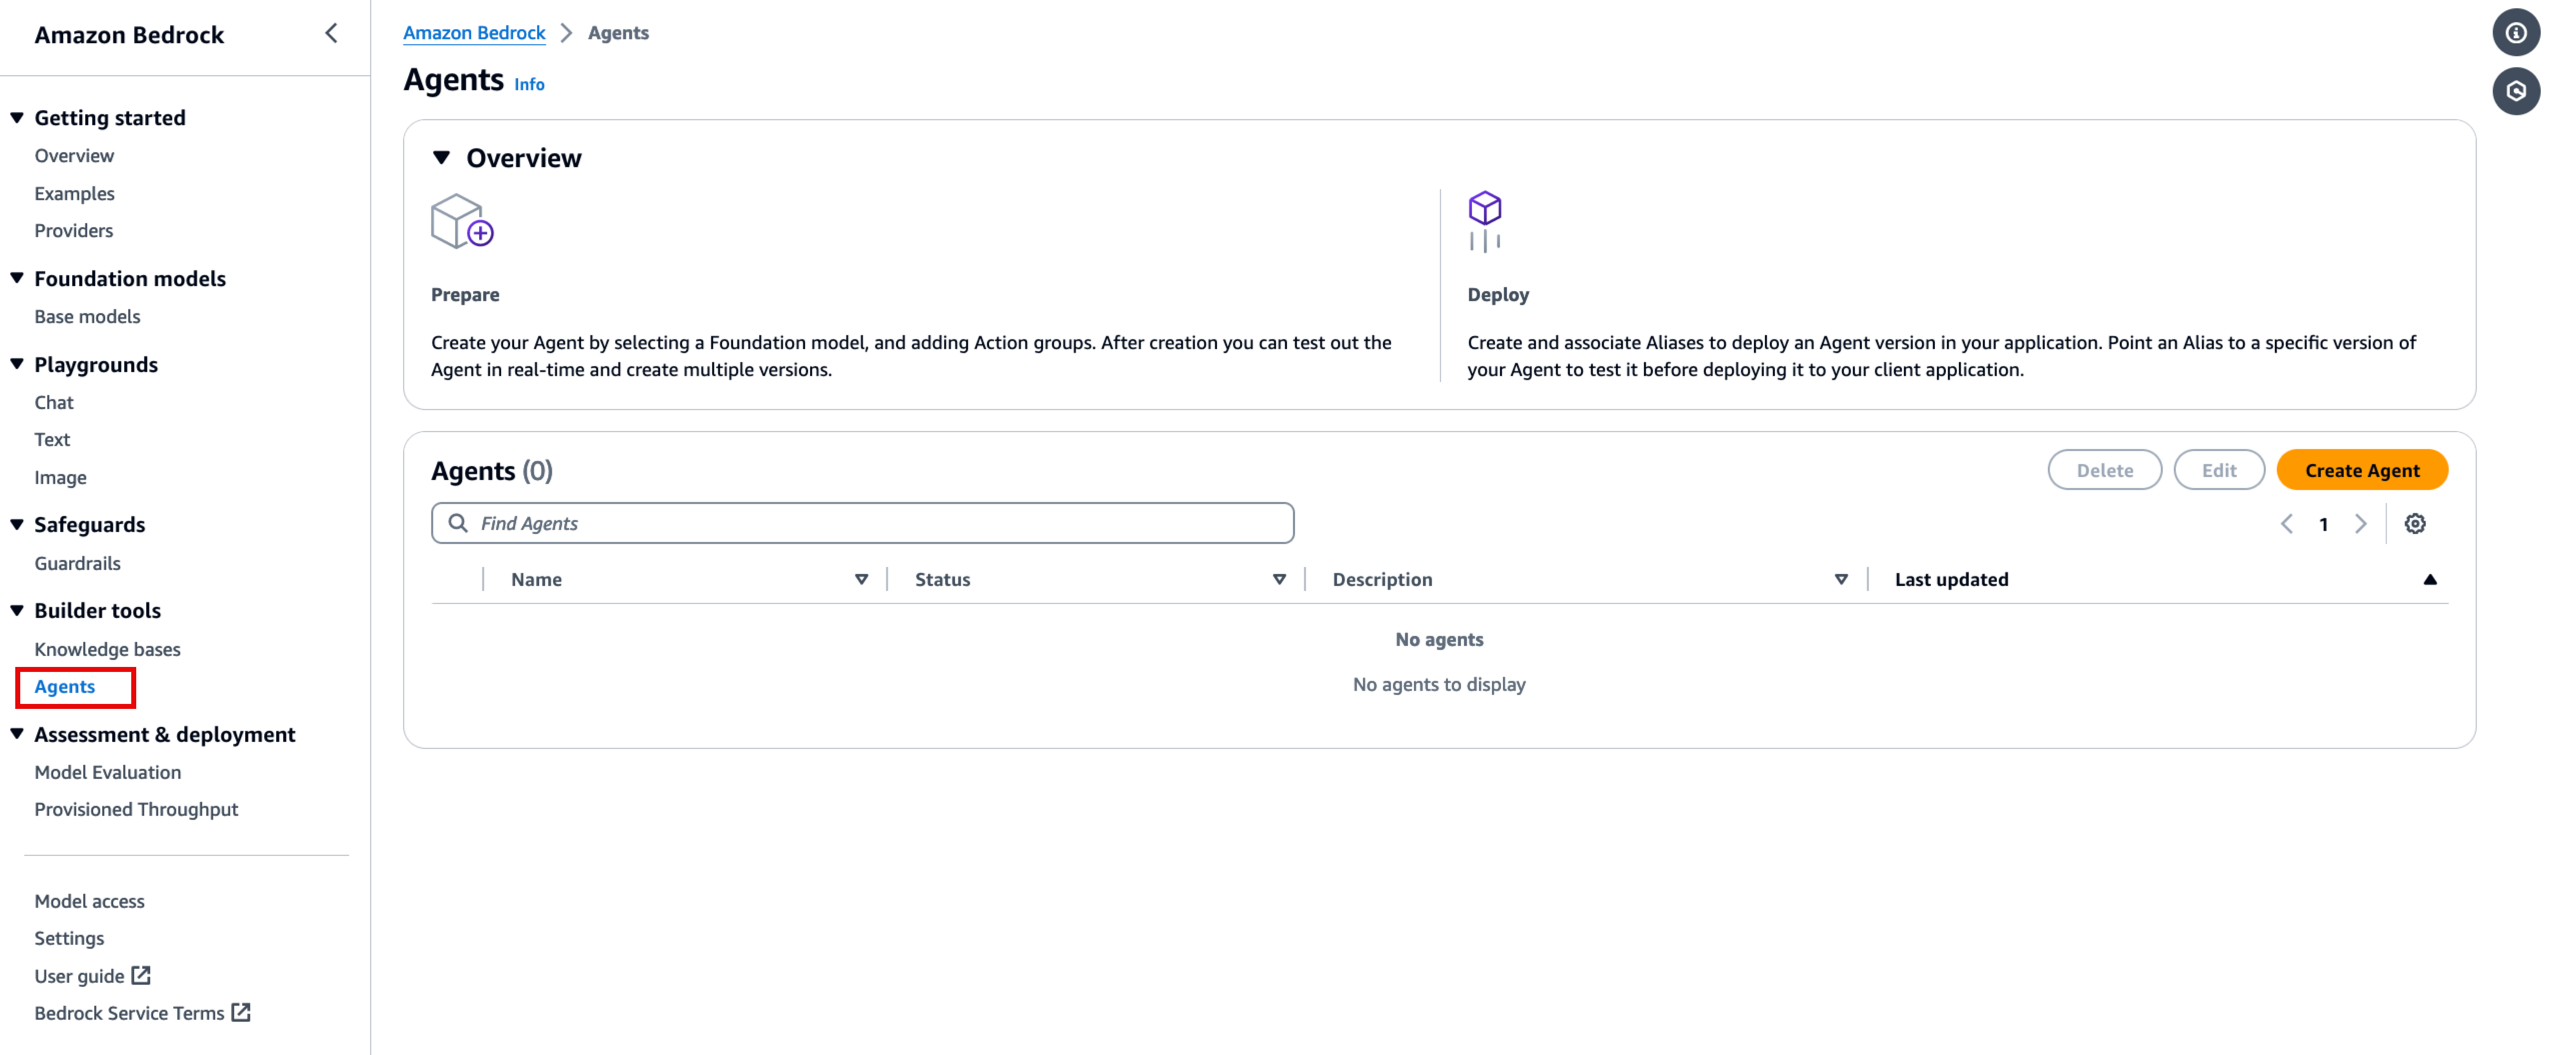 Amazon Bedrock
Getting started
Overview
Examples
Providers
Foundation models
Base models
Playgrounds
Chat
Text
Image
Safeguards
Guardrails
Builder tools
Knowledge bases
Agents
Assessment & deployment
Model Evaluation
Provisioned Throughput
Model access
Settings
User guide
Bedrock Service Terms
Amazon Bedrock > Agents
Agents Info
Overview
Prepare
Create your Agent by selecting a Foundation model, and adding Action groups. After creation you can test out the
Agent in real-time and create multiple versions.
Deploy
Create and associate Aliases to deploy an Agent version in your application. Point an Alias to a specific version of
your Agent to test it before deploying it to your client application.
Agents (0)
Delete Edit Create Agent
Find Agents
1
Name Status Description Last updated
No agents
No agents to display